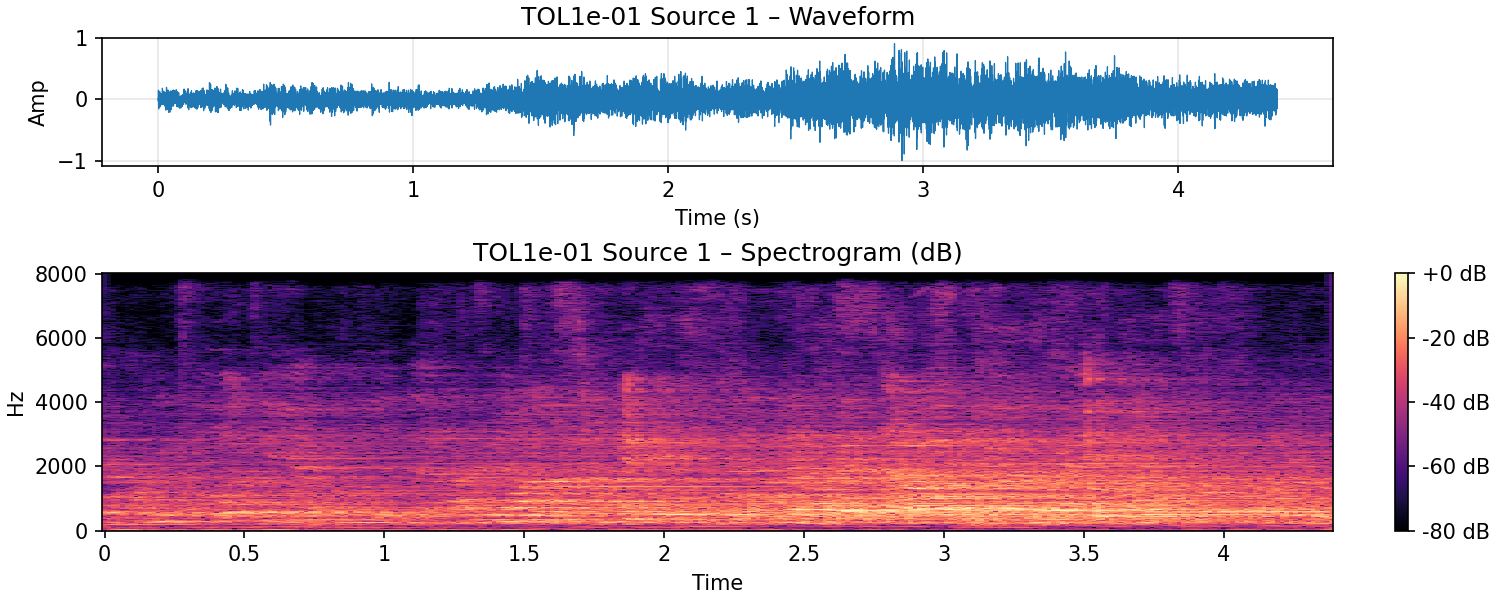 TOL1e-01 Source 1 – Waveform
1
0
−1
Amp
0 1 2 3 4
Time (s)
TOL1e-01 Source 1 – Spectrogram (dB)
8000
6000
4000
2000
0
Hz
0 0.5 1 1.5 2 2.5 3 3.5 4
Time
+0 dB
-20 dB
-40 dB
-60 dB
-80 dB